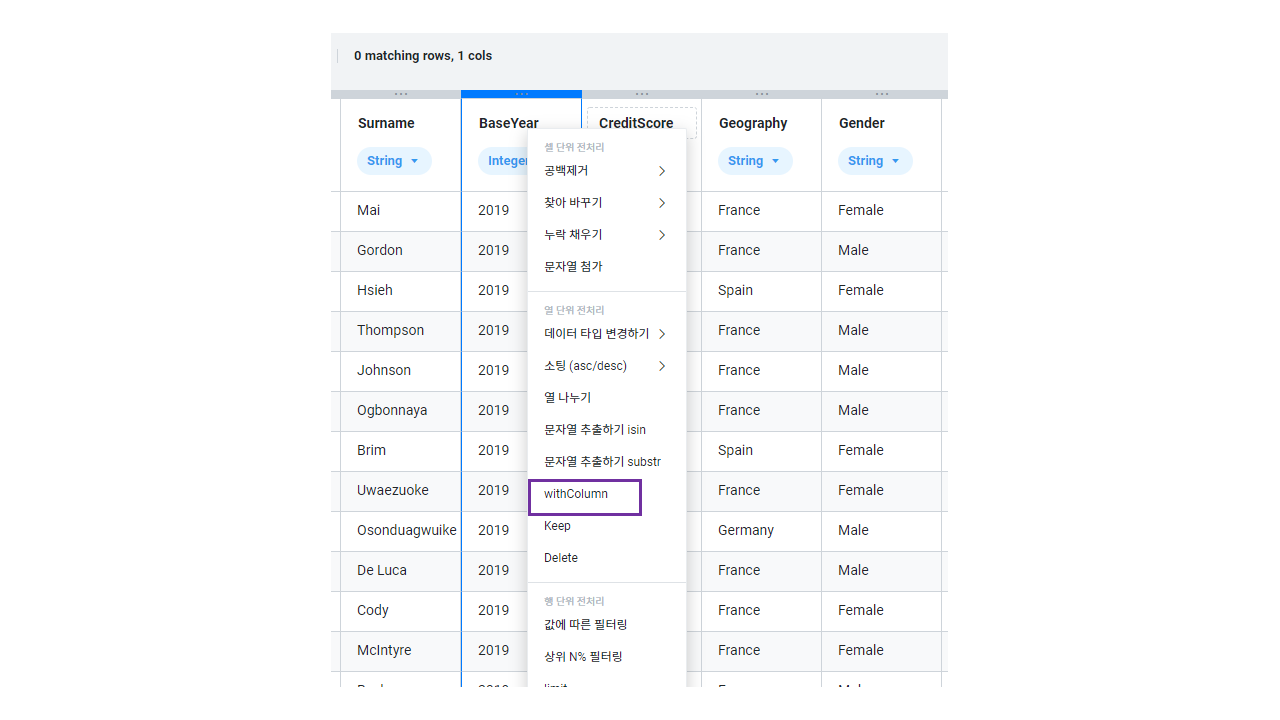 0 matching rows, 1 cols
Surname BaseYear CreditScore Geography Gender
String Integer String String
셀 단위 전처리
공백제거
찾아 바꾸기
누락 채우기
문자열 첨가
열 단위 전처리
데이터 타입 변경하기
소팅 (asc/desc)
열 나누기
문자열 추출하기 isin
문자열 추출하기 substr
withColumn
Keep
Delete
행 단위 전처리
값에 따른 필터링
상위 N% 필터링
limit
Mai 2019 France Female
Gordon 2019 France Male
Hsieh 2019 Spain Female
Thompson 2019 France Male
Johnson 2019 France Male
Ogbonnaya 2019 France Male
Brim 2019 Spain Female
Uwaezuoke 2019 France Female
Osonduagwuike 2019 Germany Male
De Luca 2019 France Male
Cody 2019 France Female
McIntyre 2019 France Female